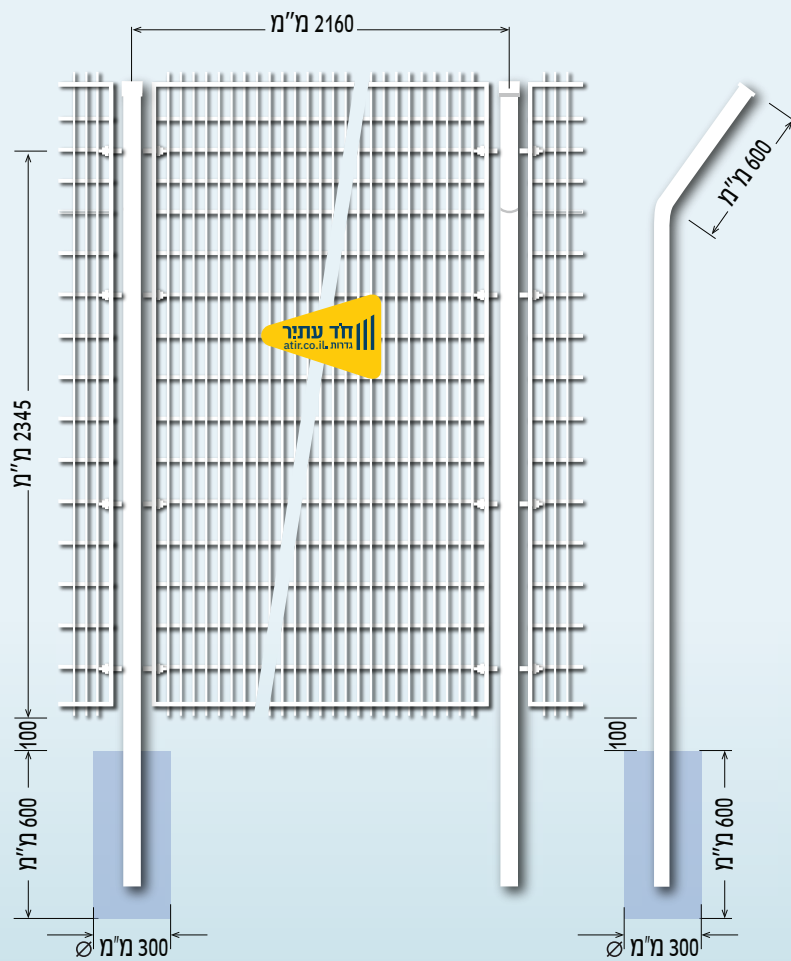 2160 מ"מ
600 מ"מ
חד עתיר
גדרות atir.co.il
2345 מ"מ
100
100
600 מ"מ
600 מ"מ
300 מ"מ ∅
300 מ"מ ∅